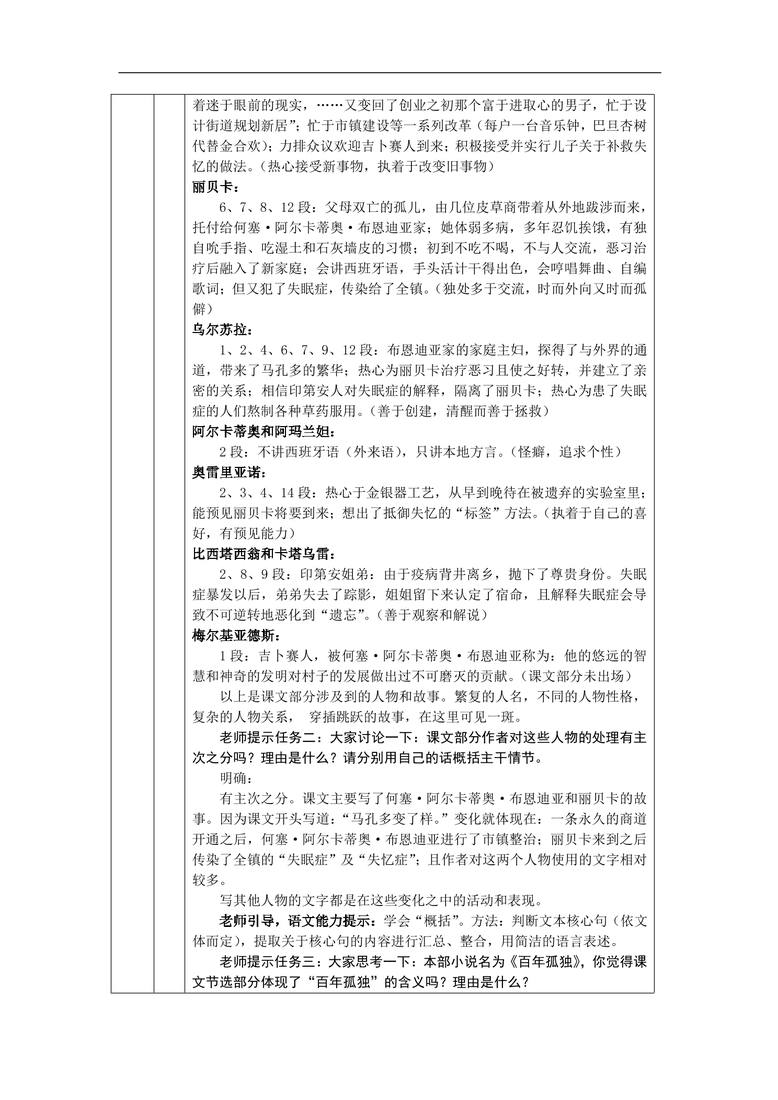 着迷于眼前的现实，……又变回了创业之初那个富于进取心的男子，忙于设
计街道规划新居”；忙于市镇建设等一系列改革（每户一台音乐钟，巴旦杏树
代替金合欢）；力排众议欢迎吉卜赛人到来；积极接受并实行儿子关于补救失
忆的做法。（热心接受新事物，执着于改变旧事物）
丽贝卡：
6、7、8、12 段：父母双亡的孤儿，由几位皮草商带着从外地跋涉而来，
托付给何塞·阿尔卡蒂奥·布恩迪亚家；她体弱多病，多年忍饥挨饿，有独
自吮手指、吃湿土和石灰墙皮的习惯；初到不吃不喝，不与人交流，恶习治
疗后融入了新家庭；会讲西班牙语，手头活计干得出色，会哼唱舞曲、自编
歌词；但又犯了失眠症，传染给了全镇。（独处多于交流，时而外向又时而孤
僻）
乌尔苏拉：
1、2、4、6、7、9、12 段：布恩迪亚家的家庭主妇，探得了与外界的通
道，带来了马孔多的繁华；热心为丽贝卡治疗恶习且使之好转，并建立了亲
密的关系；相信印第安人对失眠症的解释，隔离了丽贝卡；热心为患了失眠
症的人们熬制各种草药服用。（善于创建，清醒而善于拯救）
阿尔卡蒂奥和阿玛兰妲：
2 段：不讲西班牙语（外来语），只讲本地方言。（怪癖，追求个性）
奥雷里亚诺：
2、3、4、14 段：热心于金银器工艺，从早到晚待在被遗弃的实验室里；
能预见丽贝卡将要到来；想出了抵御失忆的“标签”方法。（执着于自己的喜
好，有预见能力）
比西塔西翁和卡塔乌雷：
2、8、9 段：印第安姐弟：由于疫病背井离乡，抛下了尊贵身份。失眠
症暴发以后，弟弟失去了踪影，姐姐留下来认定了宿命，且解释失眠症会导
致不可逆转地恶化到“遗忘”。（善于观察和解说）
梅尔基亚德斯：
1 段：吉卜赛人，被何塞·阿尔卡蒂奥·布恩迪亚称为：他的悠远的智
慧和神奇的发明对村子的发展做出过不可磨灭的贡献。（课文部分未出场）
以上是课文部分涉及到的人物和故事。繁复的人名，不同的人物性格，
复杂的人物关系， 穿插跳跃的故事，在这里可见一斑。
老师提示任务二：大家讨论一下：课文部分作者对这些人物的处理有主
次之分吗？理由是什么？请分别用自己的话概括主干情节。
明确：
有主次之分。课文主要写了何塞·阿尔卡蒂奥·布恩迪亚和丽贝卡的故
事。因为课文开头写道：“马孔多变了样。”变化就体现在：一条永久的商道
开通之后，何塞·阿尔卡蒂奥·布恩迪亚进行了市镇整治；丽贝卡来到之后
传染了全镇的“失眠症”及“失忆症”；且作者对这两个人物使用的文字相对
较多。
写其他人物的文字都是在这些变化之中的活动和表现。
老师引导，语文能力提示：学会“概括”。方法：判断文本核心句（依文
体而定），提取关于核心句的内容进行汇总、整合，用简洁的语言表述。
老师提示任务三：大家思考一下：本部小说名为《百年孤独》，你觉得课
文节选部分体现了“百年孤独”的含义吗？理由是什么？